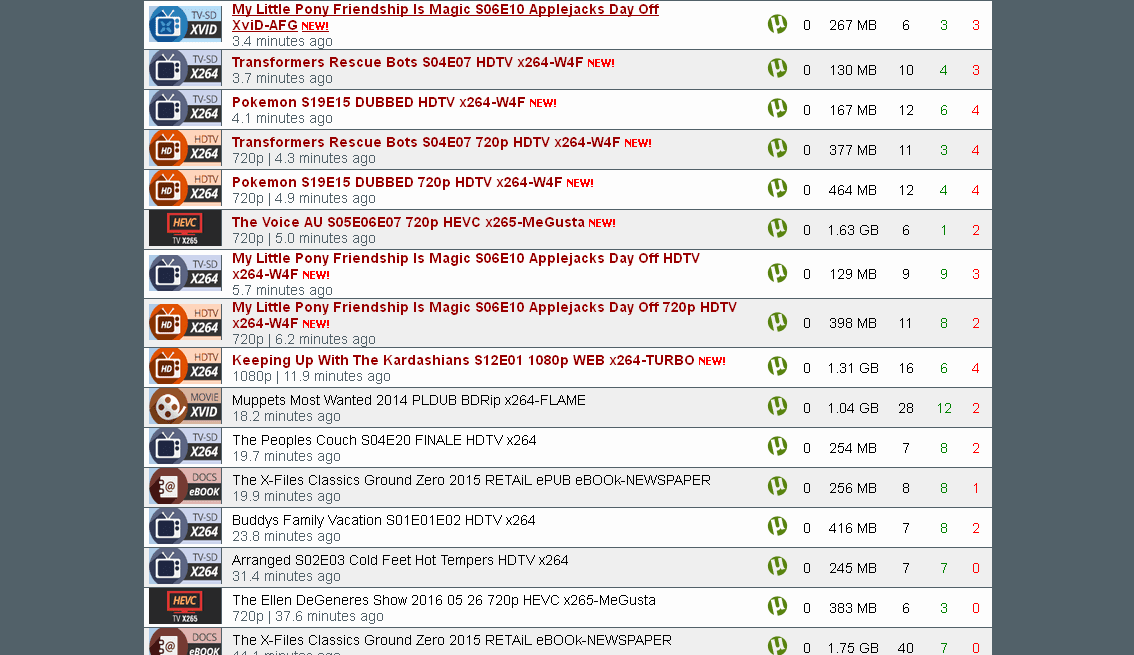 TV-SD
XVID
My Little Pony Friendship Is Magic S06E10 Applejacks Day Off
XviD-AFG NEW!
3.4 minutes ago
0 267 MB 6 3 3
TV-SD
X264
Transformers Rescue Bots S04E07 HDTV x264-W4F NEW!
3.7 minutes ago
0 130 MB 10 4 3
TV-SD
X264
Pokemon S19E15 DUBBED HDTV x264-W4F NEW!
4.1 minutes ago
0 167 MB 12 6 4
HDTV
HD X264
Transformers Rescue Bots S04E07 720p HDTV x264-W4F NEW!
720p | 4.3 minutes ago
0 377 MB 11 3 4
HDTV
HD X264
Pokemon S19E15 DUBBED 720p HDTV x264-W4F NEW!
720p | 4.9 minutes ago
0 464 MB 12 4 4
HEVC
TV X265
The Voice AU S05E06E07 720p HEVC x265-MeGusta NEW!
720p | 5.0 minutes ago
0 1.63 GB 6 1 2
TV-SD
X264
My Little Pony Friendship Is Magic S06E10 Applejacks Day Off HDTV
x264-W4F NEW!
5.7 minutes ago
0 129 MB 9 9 3
HDTV
HD X264
My Little Pony Friendship Is Magic S06E10 Applejacks Day Off 720p HDTV
x264-W4F NEW!
720p | 6.2 minutes ago
0 398 MB 11 8 2
HDTV
HD X264
Keeping Up With The Kardashians S12E01 1080p WEB x264-TURBO NEW!
1080p | 11.9 minutes ago
0 1.31 GB 16 6 4
MOVIE
XVID
Muppets Most Wanted 2014 PLDUB BDRip x264-FLAME
18.2 minutes ago
0 1.04 GB 28 12 2
TV-SD
X264
The Peoples Couch S04E20 FINALE HDTV x264
19.7 minutes ago
0 254 MB 7 8 2
DOCS
@ eBOOK
The X-Files Classics Ground Zero 2015 RETAiL ePUB eBOOk-NEWSPAPER
19.9 minutes ago
0 256 MB 8 8 1
TV-SD
X264
Buddys Family Vacation S01E01E02 HDTV x264
23.8 minutes ago
0 416 MB 7 8 2
TV-SD
X264
Arranged S02E03 Cold Feet Hot Tempers HDTV x264
31.4 minutes ago
0 245 MB 7 7 0
HEVC
TV X265
The Ellen DeGeneres Show 2016 05 26 720p HEVC x265-MeGusta
720p | 37.6 minutes ago
0 383 MB 6 3 0
DOCS
@ eBOOK
The X-Files Classics Ground Zero 2015 RETAiL eBOOk-NEWSPAPER
minutes ago
0 1.75 GB 40 7 0